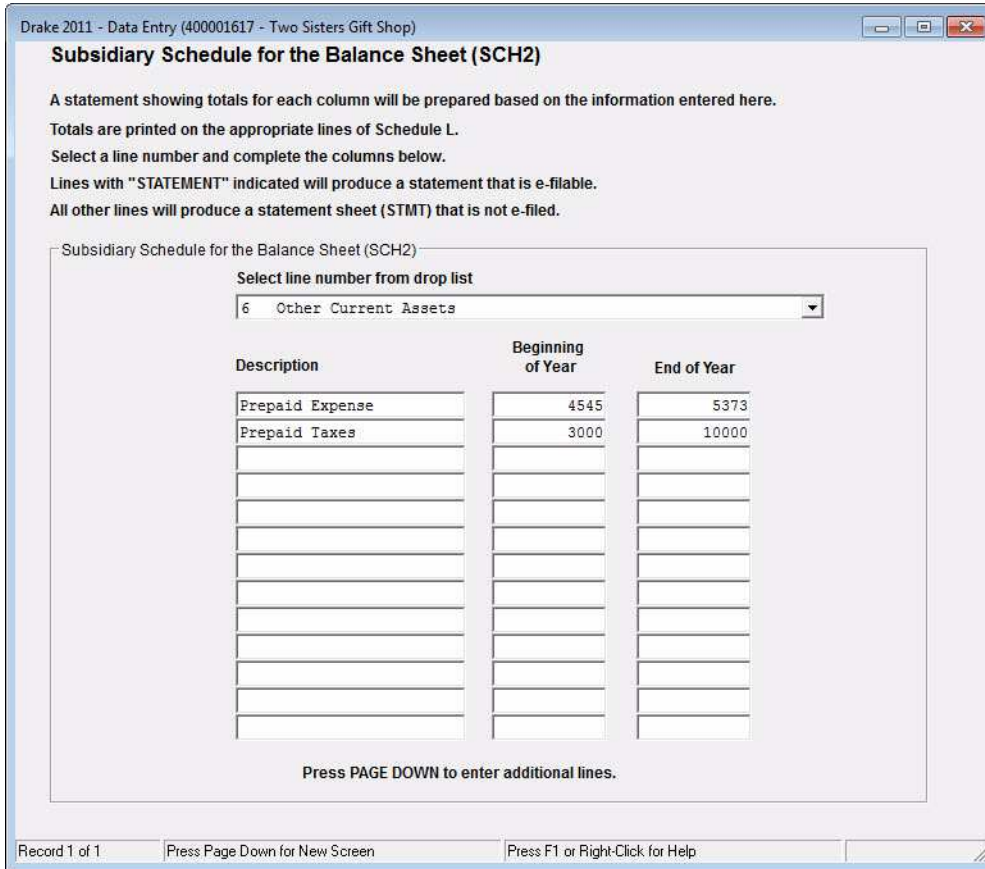 Drake 2011 - Data Entry (400001617 - Two Sisters Gift Shop)
Subsidiary Schedule for the Balance Sheet (SCH2)
A statement showing totals for each column will be prepared based on the information entered here.
Totals are printed on the appropriate lines of Schedule L.
Select a line number and complete the columns below.
Lines with "STATEMENT" indicated will produce a statement that is e-filable.
All other lines will produce a statement sheet (STMT) that is not e-filed.
Subsidiary Schedule for the Balance Sheet (SCH2)
Select line number from drop list
6 Other Current Assets
Description Beginning of Year End of Year
Prepaid Expense 4545 5373
Prepaid Taxes 3000 10000
Press PAGE DOWN to enter additional lines.
Record 1 of 1 Press Page Down for New Screen Press F1 or Right-Click for Help